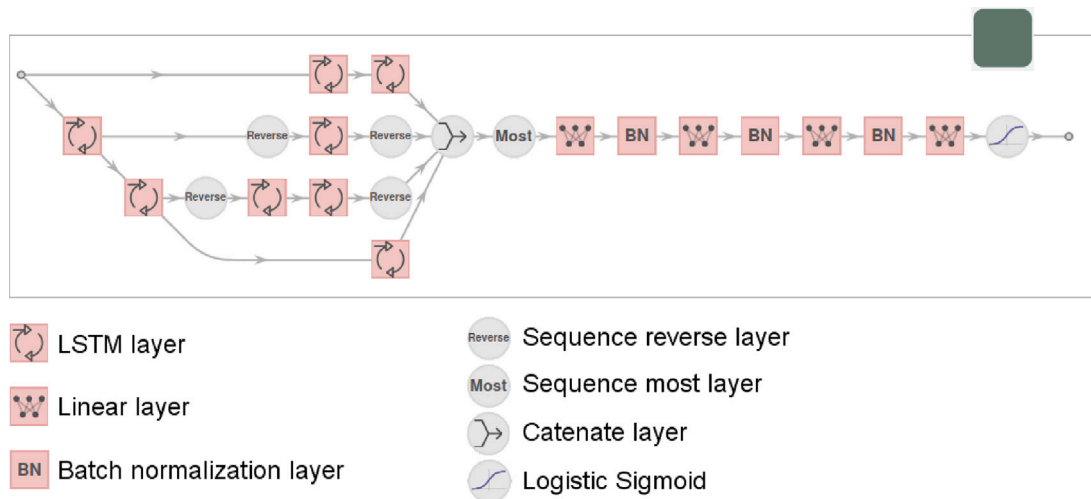 Reverse Reverse Most BN BN BN
Reverse Reverse
LSTM layer
Linear layer
BN Batch normalization layer
Reverse Sequence reverse layer
Most Sequence most layer
Catenate layer
Logistic Sigmoid